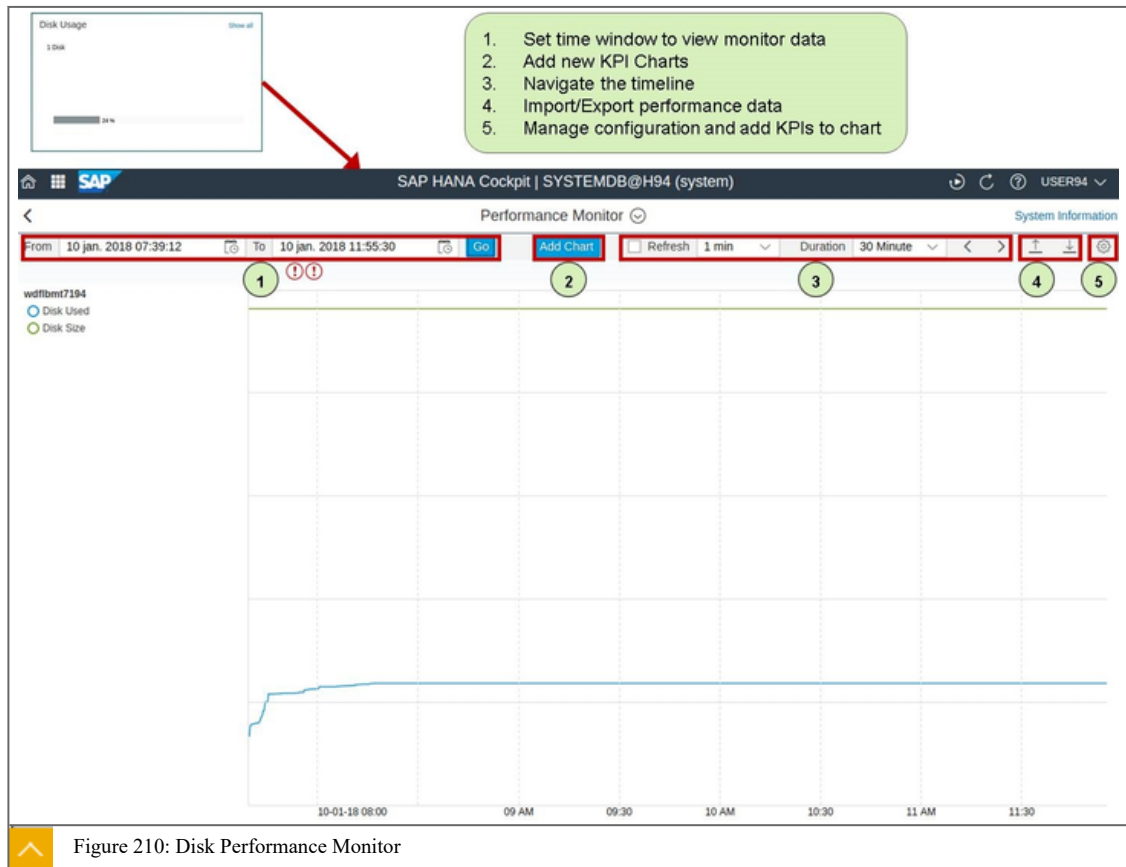 Disk Usage Show all
1 Disk
24 %
1. Set time window to view monitor data
2. Add new KPI Charts
3. Navigate the timeline
4. Import/Export performance data
5. Manage configuration and add KPIs to chart
SAP SAP HANA Cockpit | SYSTEMDB@H94 (system) USER94
Performance Monitor System Information
From 10 jan. 2018 07:39:12 To 10 jan. 2018 11:55:30 Go Add Chart Refresh 1 min Duration 30 Minute
1 2 3 4 5
wdflbmt7194
Disk Used
Disk Size
10-01-18 08:00 09 AM 09:30 10 AM 10:30 11 AM 11:30
Figure 210: Disk Performance Monitor